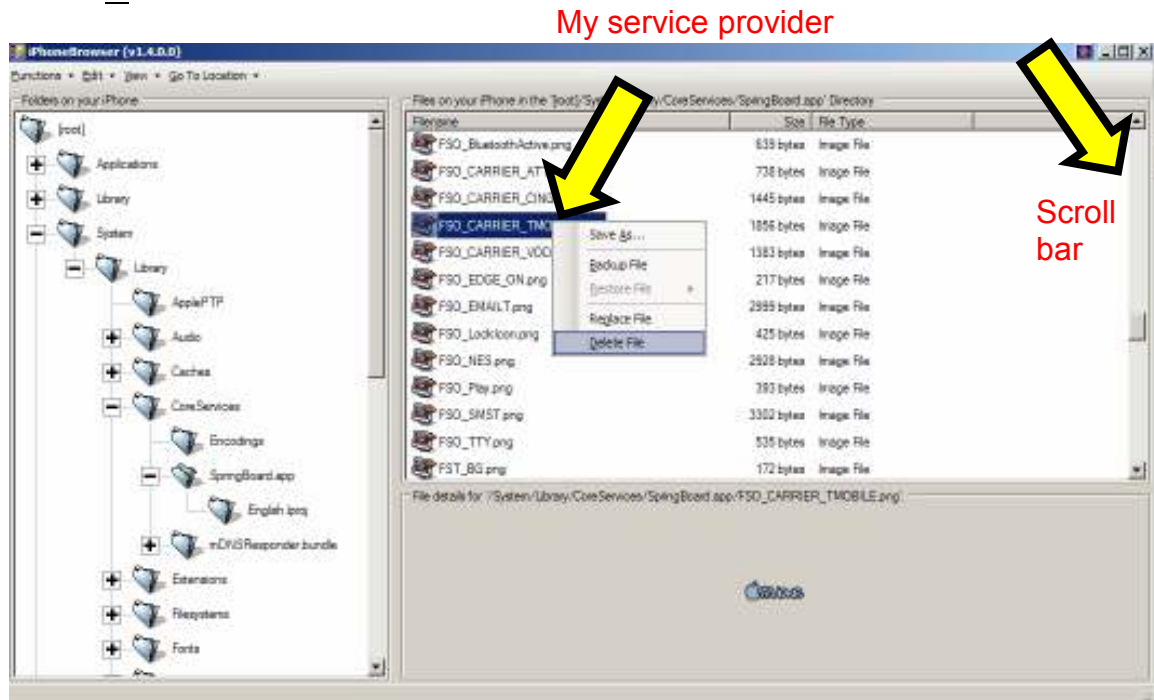 My service provider
iPhoneBrowser (v1.4.0.0)
Functions Edit View Go To Location
Folders on your iPhone
[root]
Applications
Library
System
Library
ApplePTP
Audio
Caches
CoreServices
Encodings
SpringBoard.app
English.lproj
mDNSResponder.bundle
Extensions
Filesystems
Fonts
Files on your iPhone in the '[root]/Sys y/CoreServices/SpringBoard.app' Directory
Filename Size File Type
FSO_BluetoothActive.png 639 bytes Image File
FSO_CARRIER_ATT 738 bytes Image File
FSO_CARRIER_CING 1445 bytes Image File
FSO_CARRIER_TMO 1856 bytes Image File
FSO_CARRIER_VOD 1383 bytes Image File
FSO_EDGE_ON.png 217 bytes Image File
FSO_EMAILT.png 2999 bytes Image File
FSO_LockIcon.png 425 bytes Image File
FSO_NES.png 2928 bytes Image File
FSO_Play.png 393 bytes Image File
FSO_SMST.png 3302 bytes Image File
FSO_TTY.png 535 bytes Image File
FST_BG.png 172 bytes Image File
Save As...
Backup File
Restore File
Replace File
Delete File
Scroll
bar
File details for '/System/Library/CoreServices/SpringBoard.app/FSO_CARRIER_TMOBILE.png'